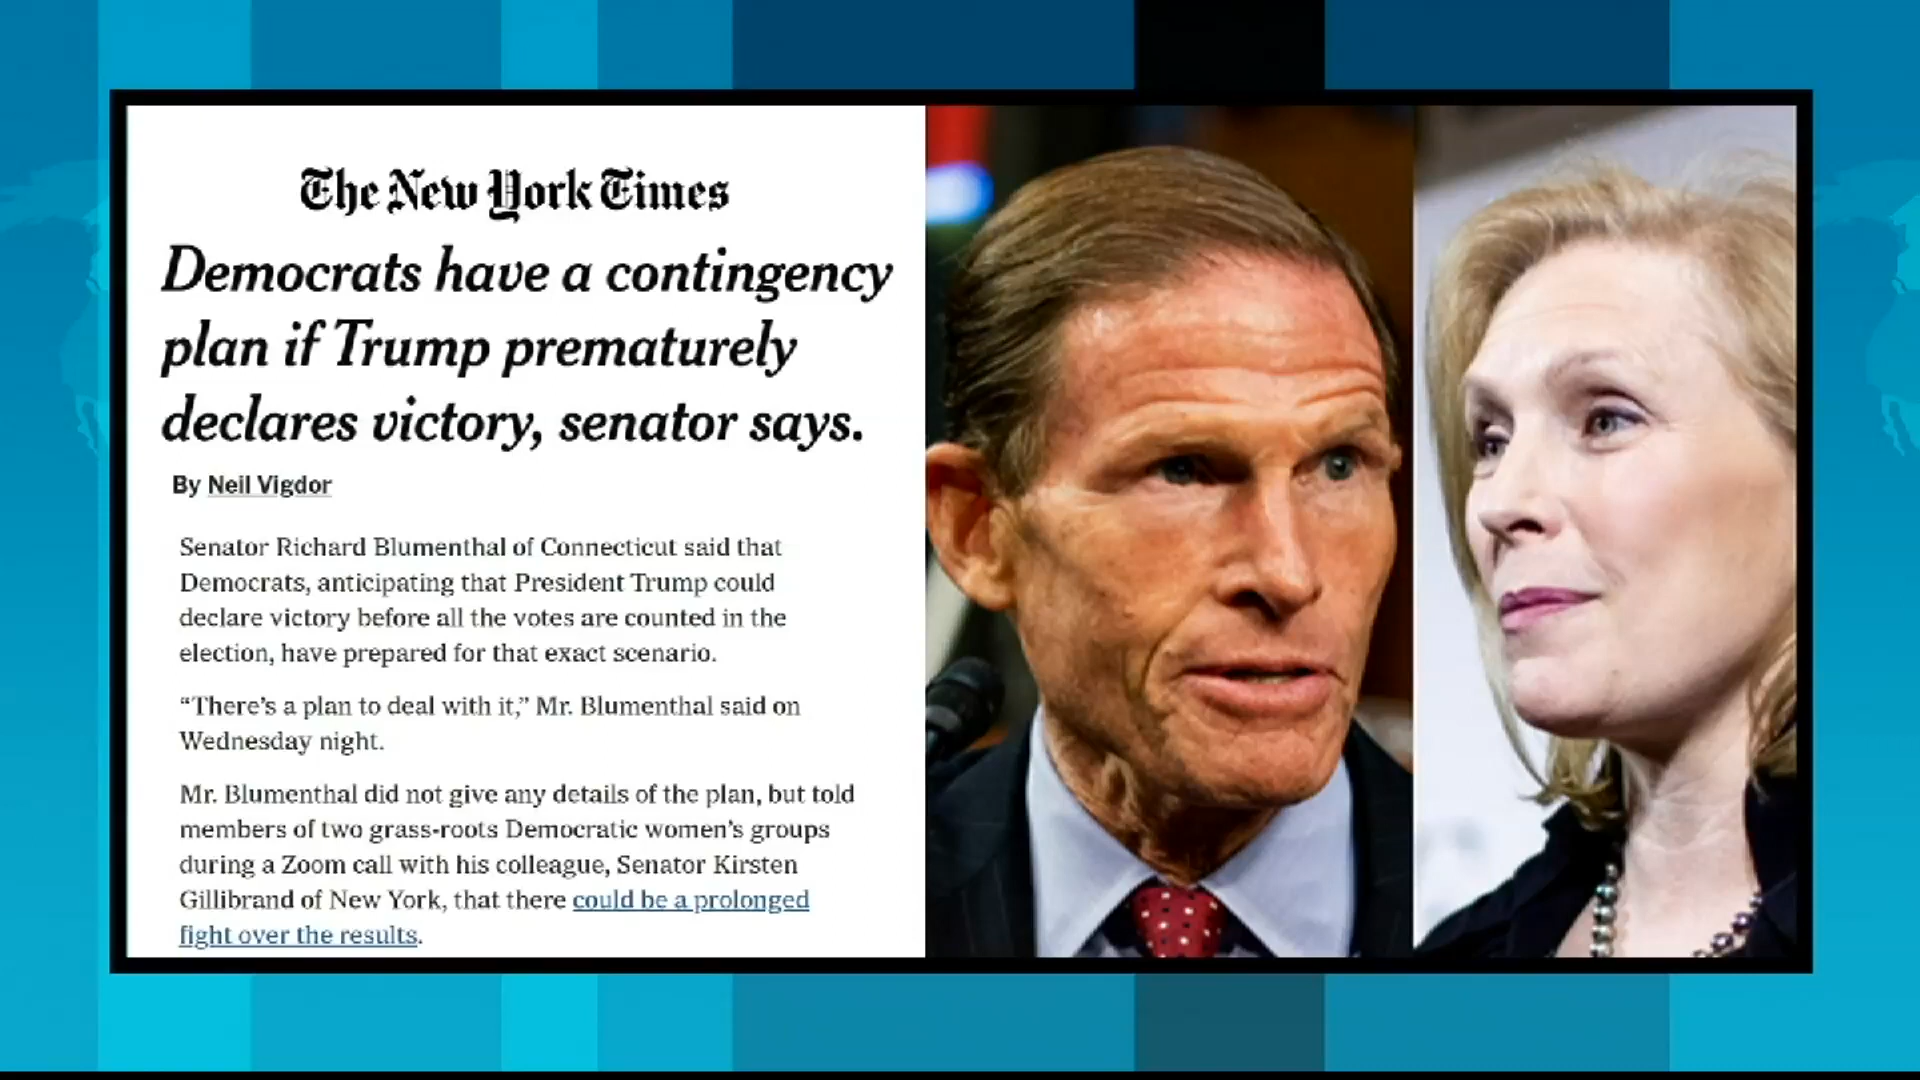 The New York Times
Democrats have a contingency
plan if Trump prematurely
declares victory, senator says.
By Neil Vigdor
Senator Richard Blumenthal of Connecticut said that
Democrats, anticipating that President Trump could
declare victory before all the votes are counted in the
election, have prepared for that exact scenario.
“There’s a plan to deal with it,” Mr. Blumenthal said on
Wednesday night.
Mr. Blumenthal did not give any details of the plan, but told
members of two grass-roots Democratic women’s groups
during a Zoom call with his colleague, Senator Kirsten
Gillibrand of New York, that there could be a prolonged
fight over the results.